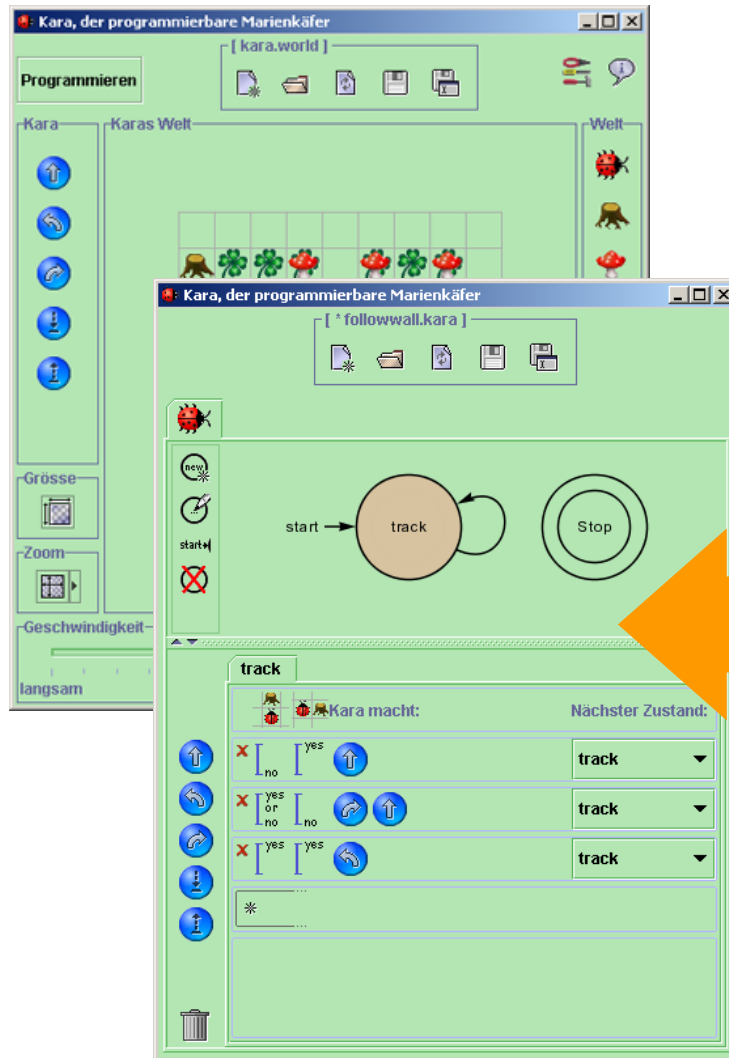 Kara, der programmierbare Marienkäfer
[ kara.world ]
Programmieren
Kara
Karas Welt
Welt
Grösse
Zoom
Geschwindigkeit
langsam
Kara, der programmierbare Marienkäfer
[ * followwall.kara ]
new
start
start
track
Stop
track
Kara macht:
Nächster Zustand:
no
yes
track
yes
or
no
no
track
yes
yes
track